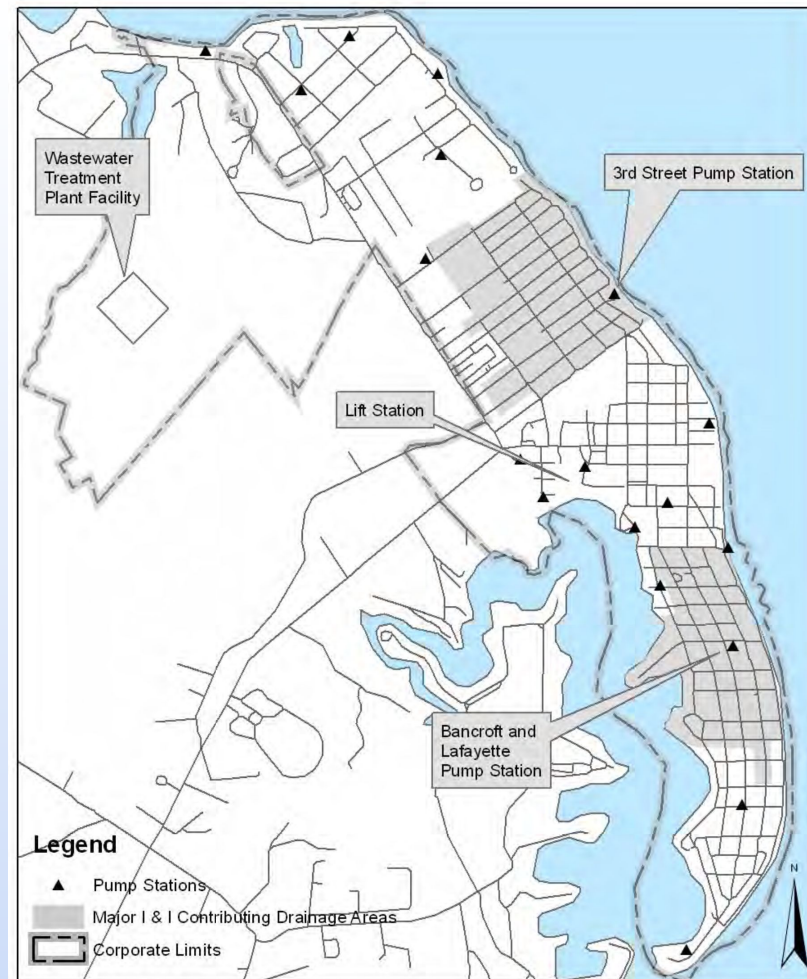 Wastewater
Treatment
Plant Facility
3rd Street Pump Station
Lift Station
Bancroft and
Lafayette
Pump Station
Legend
Pump Stations
Major I & I Contributing Drainage Areas
Corporate Limits
N